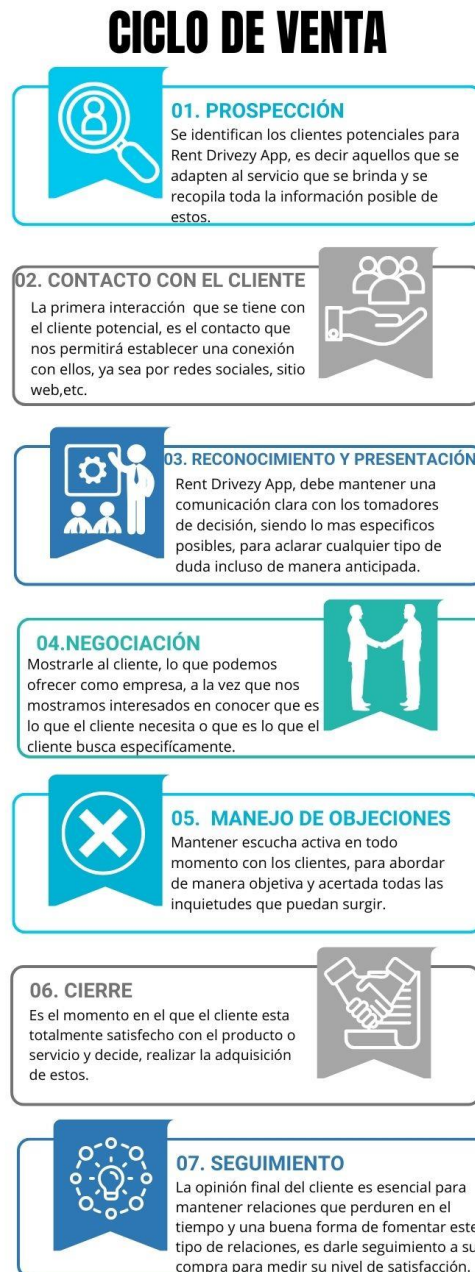 CICLO DE VENTA
01. PROSPECCIÓN
Se identifican los clientes potenciales para
Rent Drivezy App, es decir aquellos que se
adapten al servicio que se brinda y se
recopila toda la información posible de
estos.
02. CONTACTO CON EL CLIENTE
La primera interacción que se tiene con
el cliente potencial, es el contacto que
nos permitirá establecer una conexión
con ellos, ya sea por redes sociales, sitio
web,etc.
03. RECONOCIMIENTO Y PRESENTACIÓN
Rent Drivezy App, debe mantener una
comunicación clara con los tomadores
de decisión, siendo lo mas especificos
posibles, para aclarar cualquier tipo de
duda incluso de manera anticipada.
04.NEGOCIACIÓN
Mostrarle al cliente, lo que podemos
ofrecer como empresa, a la vez que nos
mostramos interesados en conocer que es
lo que el cliente necesita o que es lo que el
cliente busca especifícamente.
05. MANEJO DE OBJECIONES
Mantener escucha activa en todo
momento con los clientes, para abordar
de manera objetiva y acertada todas las
inquietudes que puedan surgir.
06. CIERRE
Es el momento en el que el cliente esta
totalmente satisfecho con el producto o
servicio y decide, realizar la adquisición
de estos.
07. SEGUIMIENTO
La opinión final del cliente es esencial para
mantener relaciones que perduren en el
tiempo y una buena forma de fomentar este
tipo de relaciones, es darle seguimiento a su
compra para medir su nivel de satisfacción.